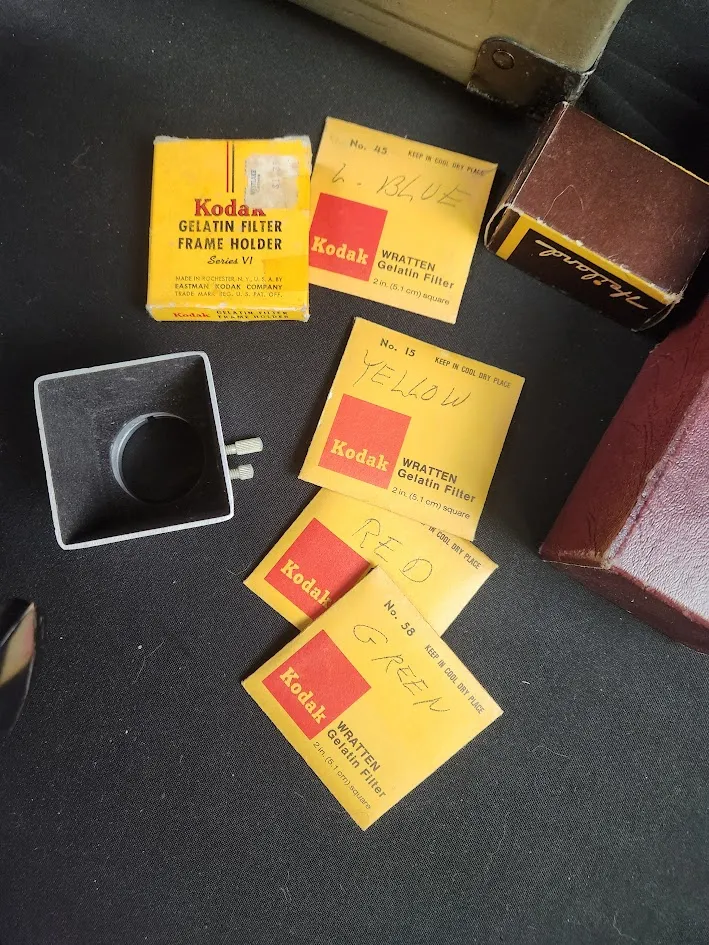 Kodak
GELATIN FILTER
FRAME HOLDER
Series VI
MADE IN ROCHESTER, N. Y., U. S. A. BY
EASTMAN KODAK COMPANY
TRADE MARK REG. U. S. PAT. OFF.
Kodak GELATIN FILTER
FRAME HOLDER
No. 45 KEEP IN COOL DRY PLACE
L. BLUE
Kodak
WRATTEN
Gelatin Filter
2 in. (5.1 cm) square
No. 15 KEEP IN COOL DRY PLACE
YELLOW
Kodak
WRATTEN
Gelatin Filter
2 in. (5.1 cm) square
IN COOL DRY PLACE
RED
Kodak
No. 58 KEEP IN COOL DRY PLACE
GREEN
Kodak
WRATTEN
Gelatin Filter
2 in. (5.1 cm) square